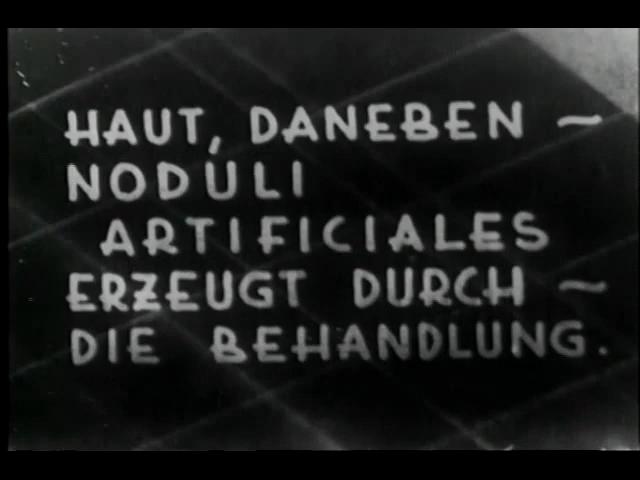 HAUT, DANEBEN ~
NODULI
ARTIFICIALES
ERZEUGT DURCH ~
DIE BEHANDLUNG.